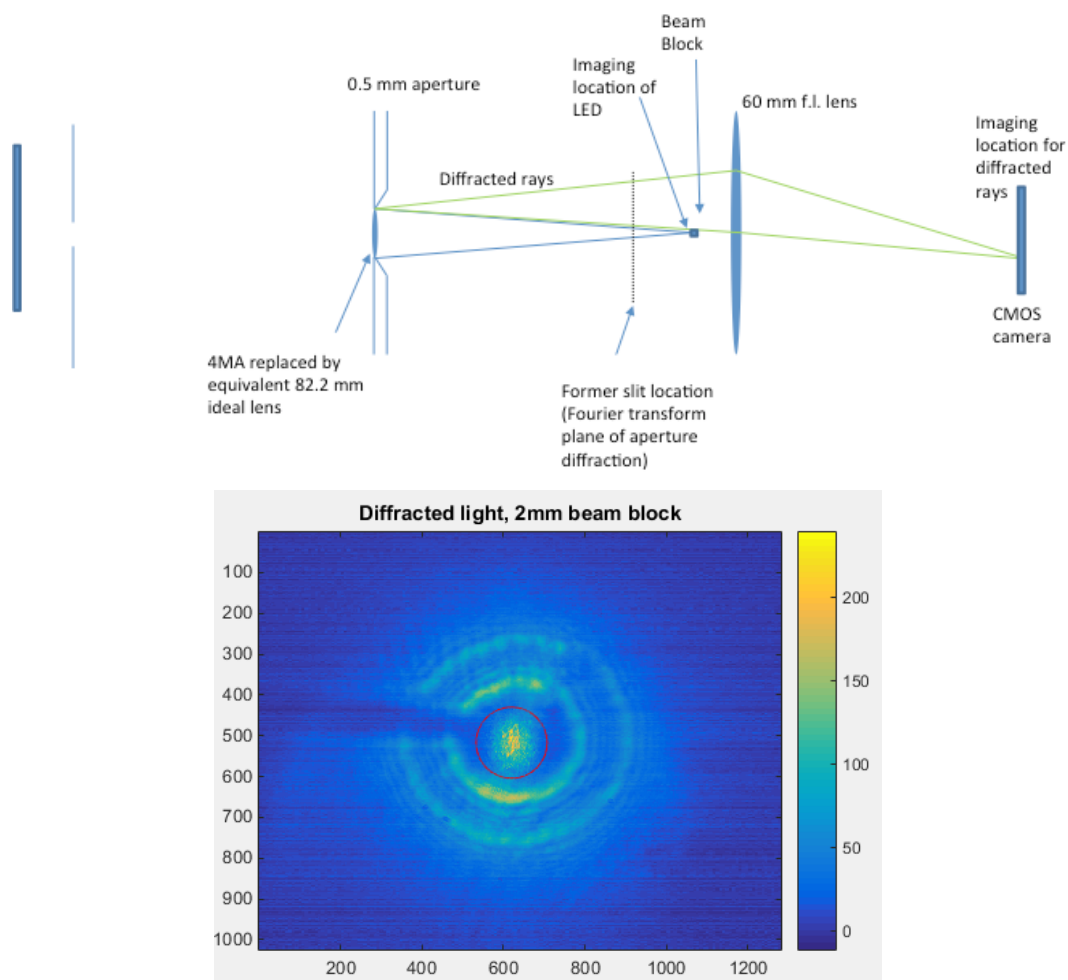 Beam
Block
Imaging
location of
LED
0.5 mm aperture
60 mm f.l. lens
Imaging
location for
diffracted
rays
Diffracted rays
CMOS
camera
4MA replaced by
equivalent 82.2 mm
ideal lens
Former slit location
(Fourier transform
plane of aperture
diffraction)
Diffracted light, 2mm beam block
100
200
300
400
500
600
700
800
900
1000
200
400
600
800
1000
1200
200
150
100
50
0